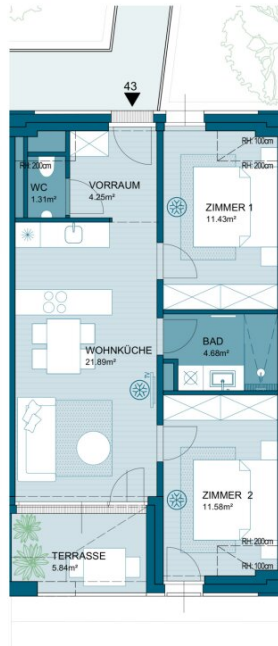 43
RH: 100cm
RH: 200cm
RH: 200cm
WC
1.31m²
VORRAUM
4.25m²
ZIMMER 1
11.43m²
WOHNKÜCHE
21.89m²
BAD
4.68m²
ZIMMER 2
11.58m²
RH: 200cm
RH: 100cm
TERRASSE
5.84m²